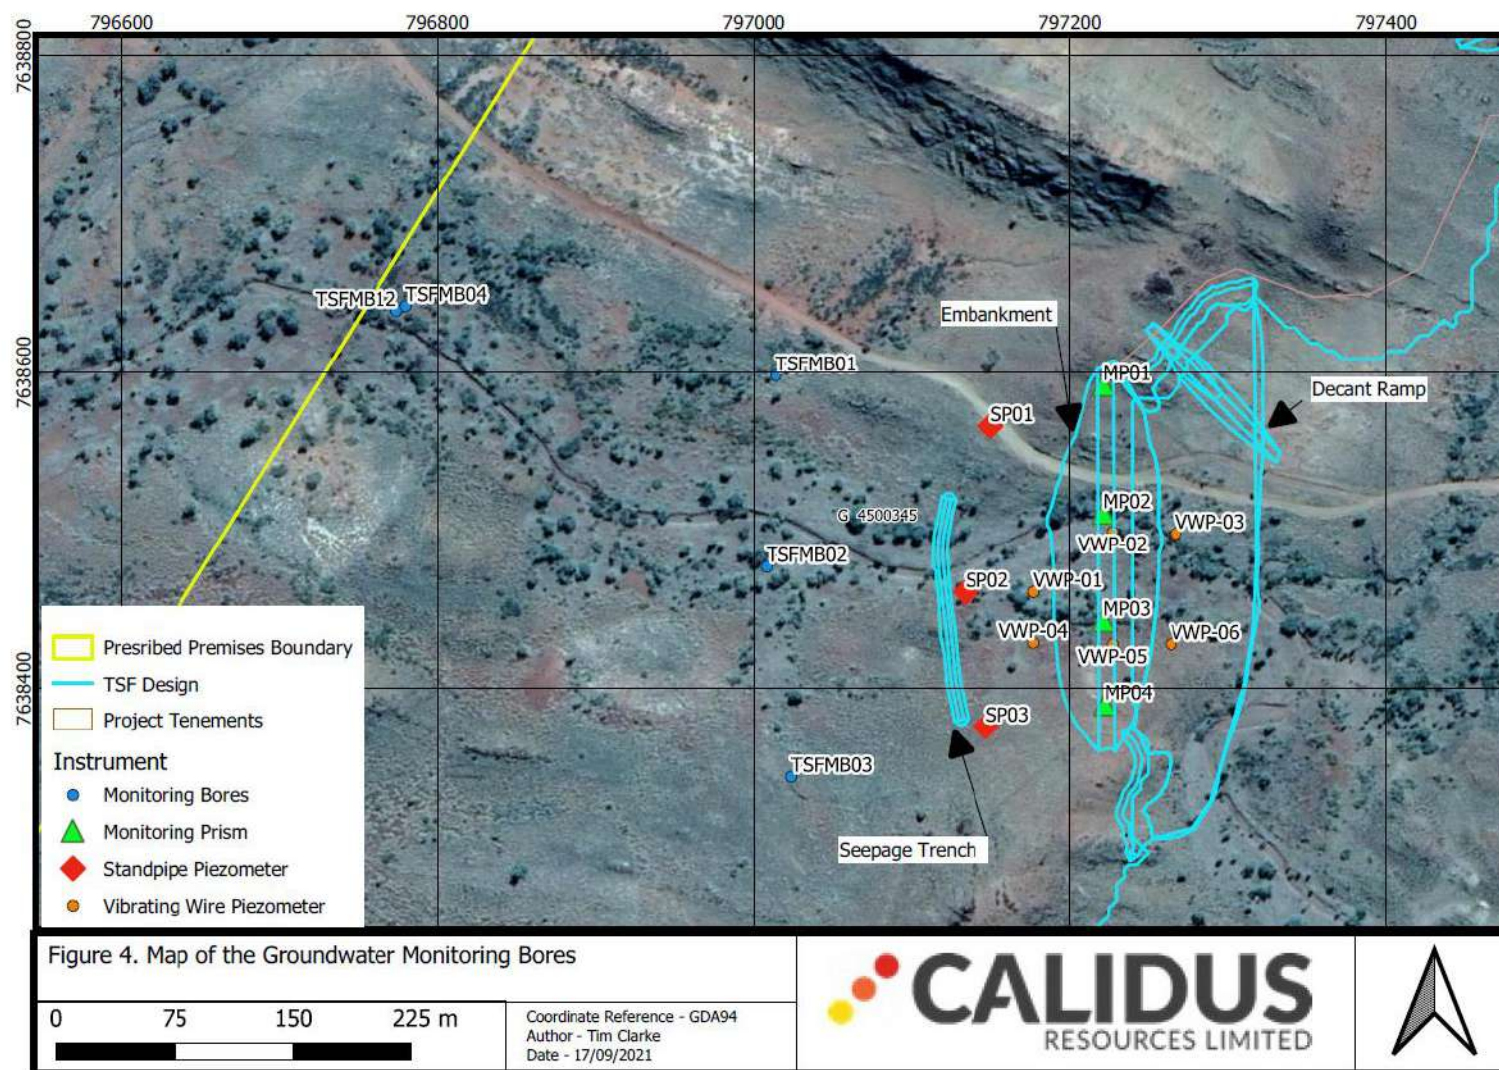 796600
796800
797000
797200
797400
7638800
7638600
7638400
TSFMB12
TSFMB04
TSFMB01
Embankment
MP01
Decant Ramp
SP01
G 4500345
MP02
VWP-03
VWP-02
TSFMB02
SP02
VWP-01
MP03
VWP-04
VWP-05
VWP-06
MP04
SP03
TSFMB03
Seepage Trench
Presribed Premises Boundary
TSF Design
Project Tenements
Instrument
Monitoring Bores
Monitoring Prism
Standpipe Piezometer
Vibrating Wire Piezometer
Figure 4. Map of the Groundwater Monitoring Bores
0 75 150 225 m
Coordinate Reference - GDA94
Author - Tim Clarke
Date - 17/09/2021
CALIDUS
RESOURCES LIMITED